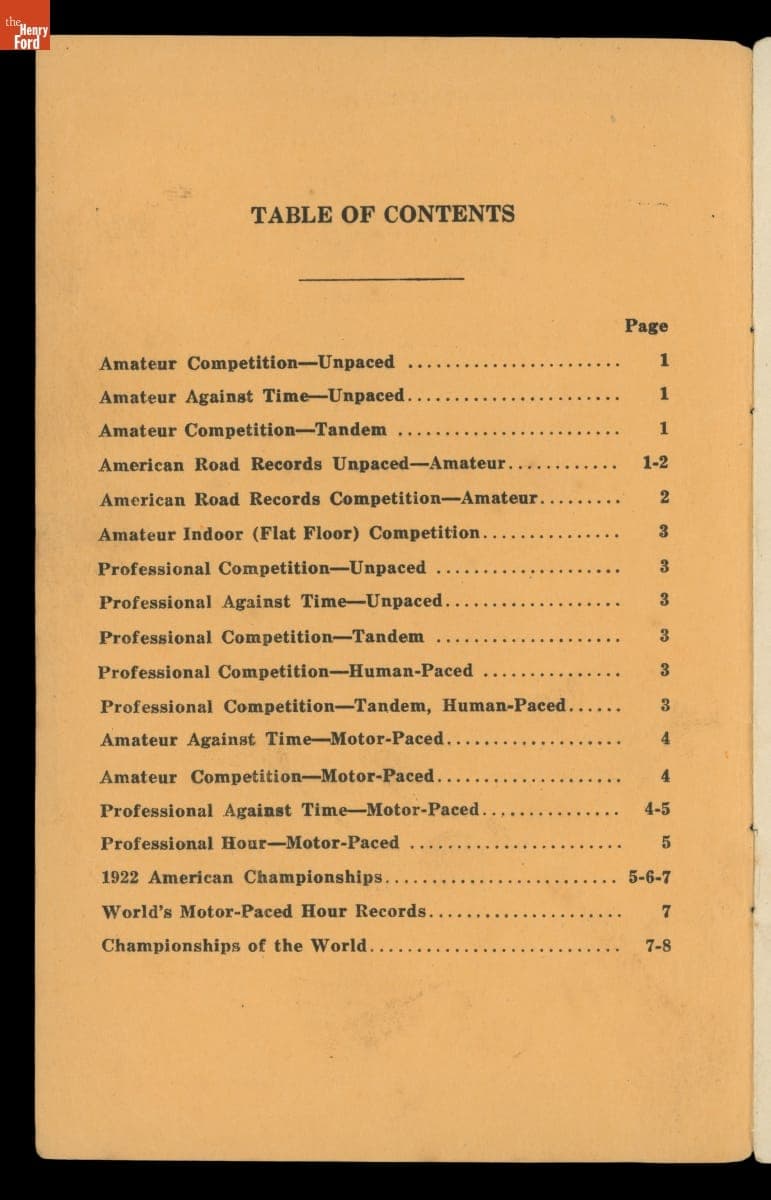 the
Henry
Ford
TABLE OF CONTENTS
Page
Amateur Competition—Unpaced ....................... 1
Amateur Against Time—Unpaced....................... 1
Amateur Competition—Tandem ........................ 1
American Road Records Unpaced—Amateur............ 1-2
American Road Records Competition—Amateur......... 2
Amateur Indoor (Flat Floor) Competition............... 3
Professional Competition—Unpaced .................... 3
Professional Against Time—Unpaced................... 3
Professional Competition—Tandem .................... 3
Professional Competition—Human-Paced ............... 3
Professional Competition—Tandem, Human-Paced...... 3
Amateur Against Time—Motor-Paced................... 4
Amateur Competition—Motor-Paced.................... 4
Professional Against Time—Motor-Paced............... 4-5
Professional Hour—Motor-Paced ....................... 5
1922 American Championships......................... 5-6-7
World's Motor-Paced Hour Records..................... 7
Championships of the World........................... 7-8